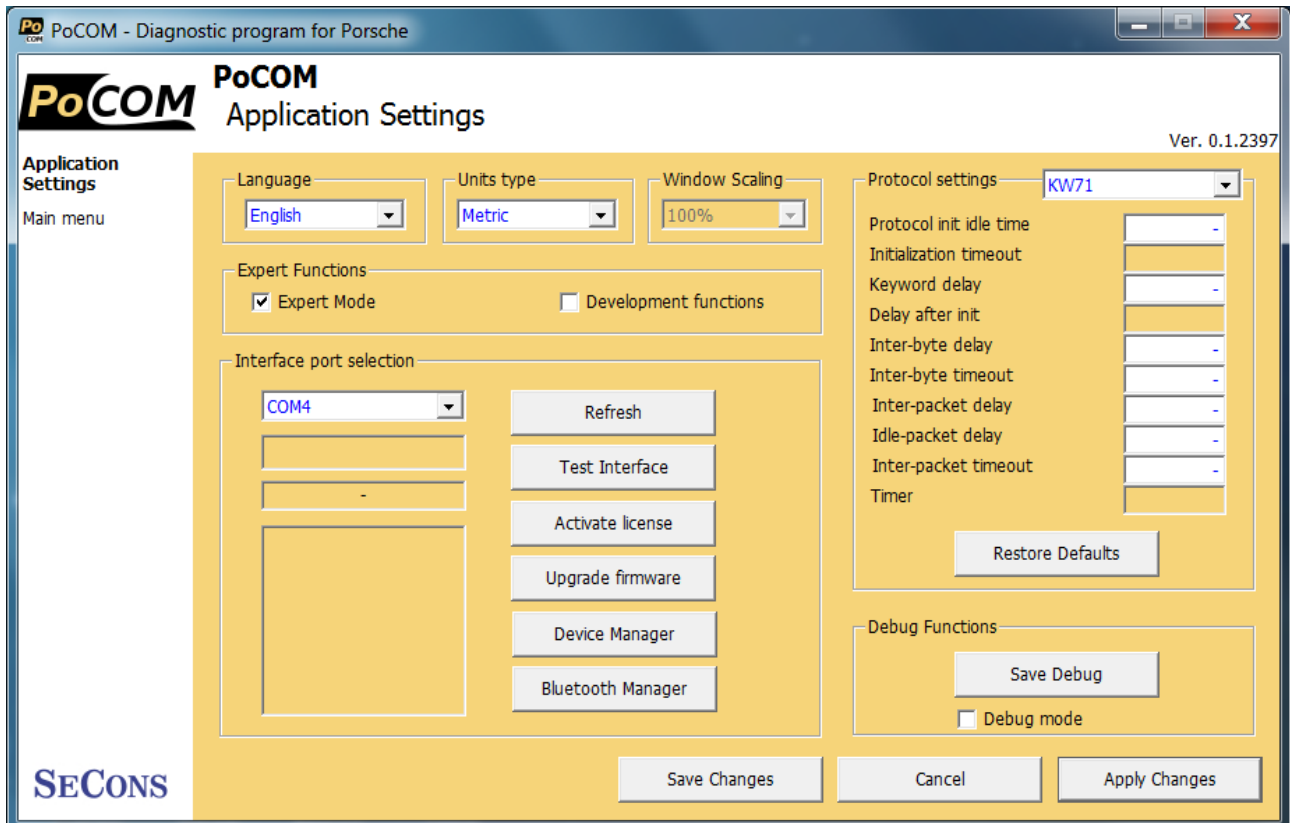 PoCOM - Diagnostic program for Porsche
PoCOM
PoCOM
Application Settings
Ver. 0.1.2397
Application
Settings
Main menu
Language
English
Units type
Metric
Window Scaling
100%
Expert Functions
Expert Mode
Development functions
Interface port selection
COM4
-
Refresh
Test Interface
Activate license
Upgrade firmware
Device Manager
Bluetooth Manager
Protocol settings
KW71
Protocol init idle time -
Initialization timeout
Keyword delay -
Delay after init
Inter-byte delay -
Inter-byte timeout -
Inter-packet delay -
Idle-packet delay -
Inter-packet timeout -
Timer
Restore Defaults
Debug Functions
Save Debug
Debug mode
SECONS
Save Changes
Cancel
Apply Changes